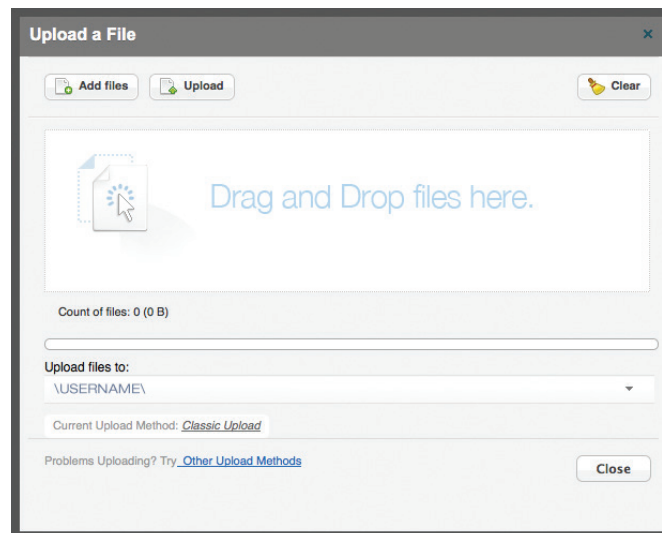 Upload a File
Add files Upload Clear
Drag and Drop files here.
Count of files: 0 (0 B)
Upload files to:
\USERNAME\
Current Upload Method: Classic Upload
Problems Uploading? Try Other Upload Methods
Close